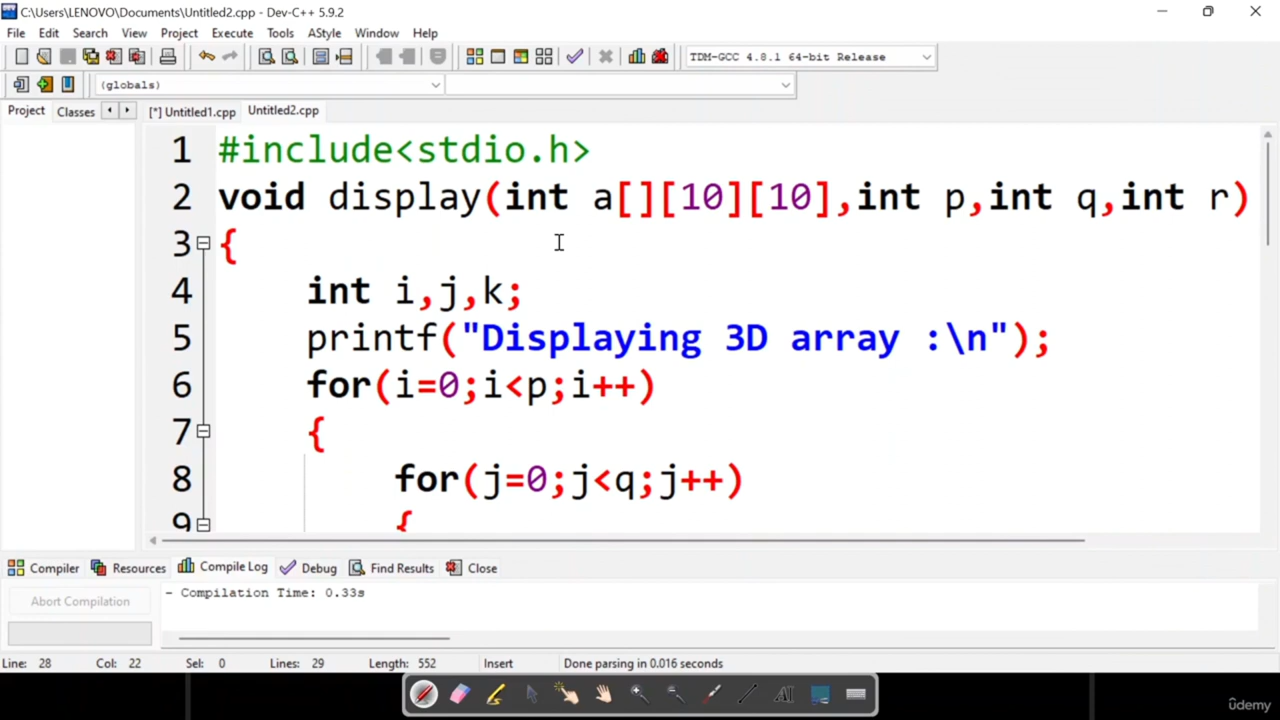 C:\Users\LENOVO\Documents\Untitled2.cpp - Dev-C++ 5.9.2
File Edit Search View Project Execute Tools AStyle Window Help
TDM-GCC 4.8.1 64-bit Release
(globals)
Project Classes [*] Untitled1.cpp Untitled2.cpp
1 #include<stdio.h>
2 void display(int a[][10][10],int p,int q,int r)
3 {
4 int i,j,k;
5 printf("Displaying 3D array :\n");
6 for(i=0;i<p;i++)
7 {
8 for(j=0;j<q;j++)
9 {
Compiler Resources Compile Log Debug Find Results Close
Abort Compilation
- Compilation Time: 0.33s
Line: 28 Col: 22 Sel: 0 Lines: 29 Length: 552 Insert Done parsing in 0.016 seconds
AI
ûdemy